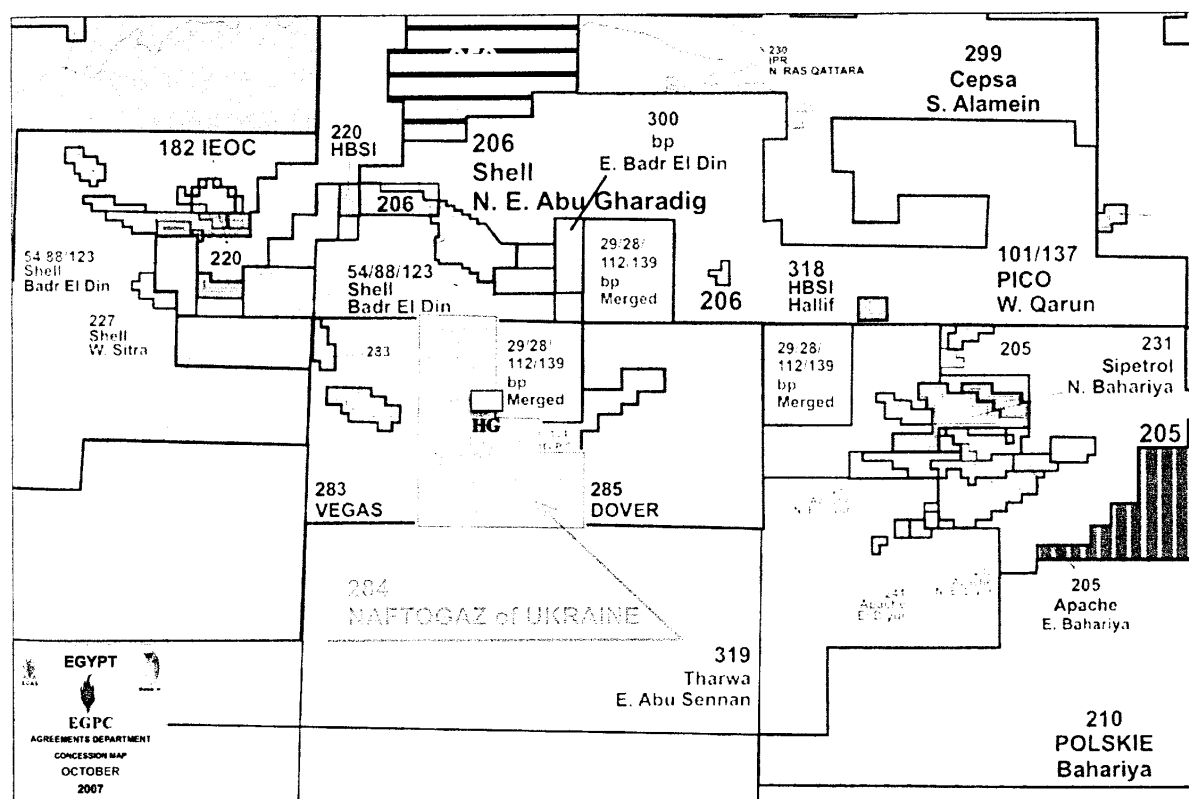 230
IPR
N RAS QATTARA
299
Cepsa
S. Alamein
182 IEOC
220
HBSI
206
Shell
N. E. Abu Gharadig
300
bp
E. Badr El Din
206
54/88/123
Shell
Badr El Din
220
54/88/123
Shell
Badr El Din
29/28/
112/139
bp
Merged
206
318
HBSI
Hallif
101/137
PICO
W. Qarun
227
Shell
W. Sitra
283
29/28/
112/139
bp
Merged
29/28/
112/139
bp
Merged
205
231
Sipetrol
N. Bahariya
HG
205
283
VEGAS
285
DOVER
284
NAFTOGAZ of UKRAINE
205
Apache
E. Bahariya
319
Tharwa
E. Abu Sennan
210
POLSKIE
Bahariya
EGYPT
EGPC
AGREEMENTS DEPARTMENT
CONCESSION MAP
OCTOBER
2007